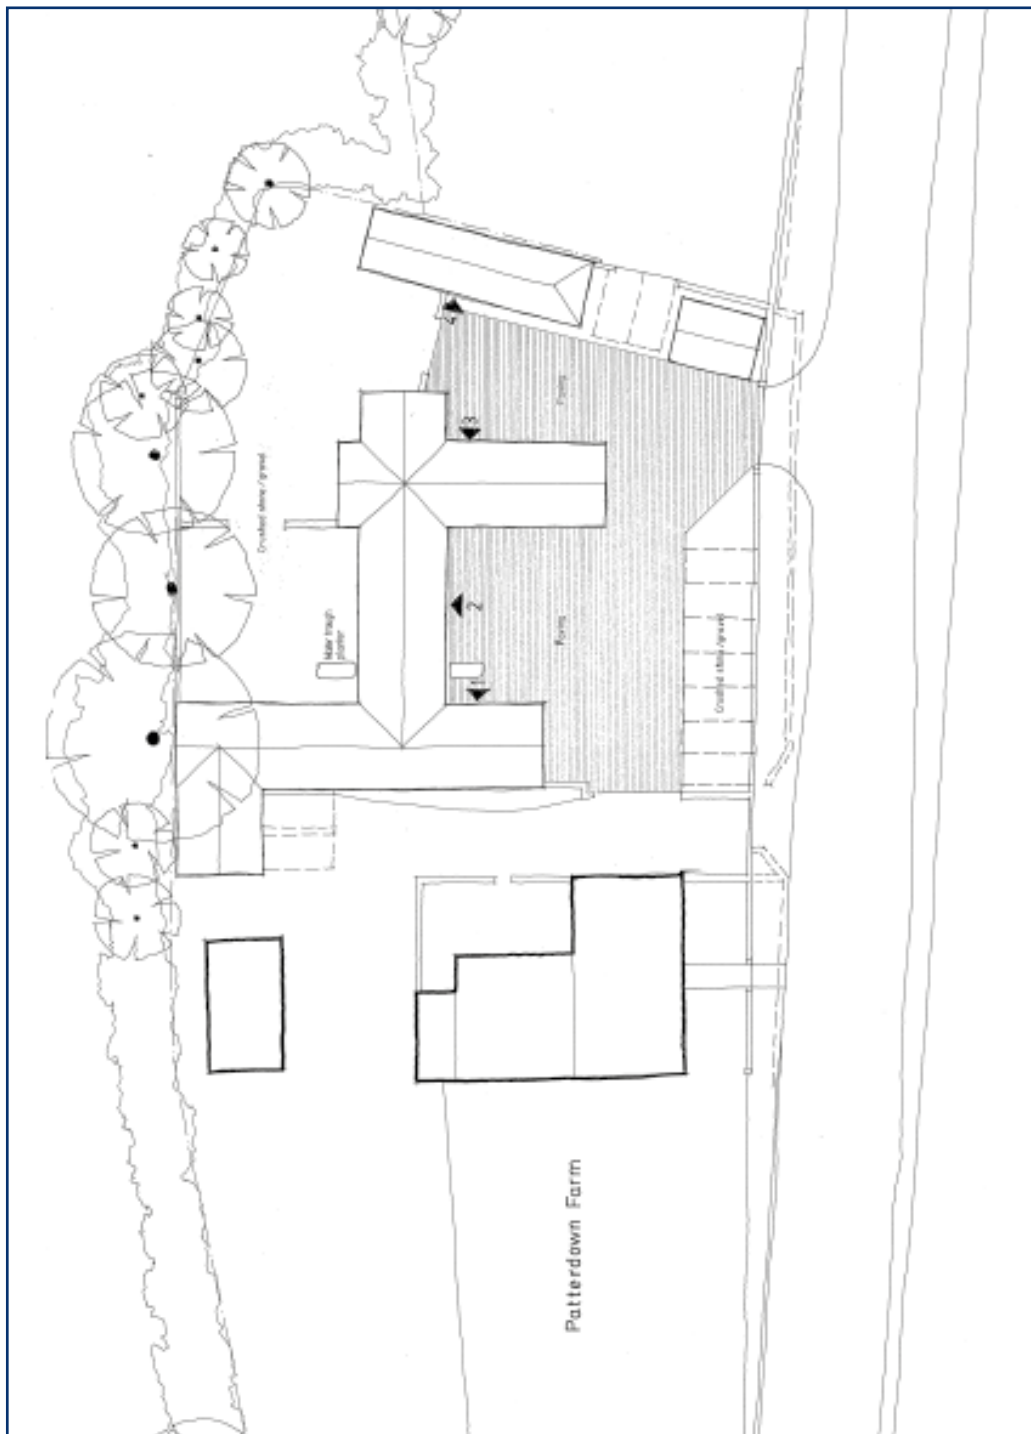 4
3
Paving
Crushed stone/gravel
2
Water trough
planter
Paving
1
Crushed stone/gravel
Patterdown Farm